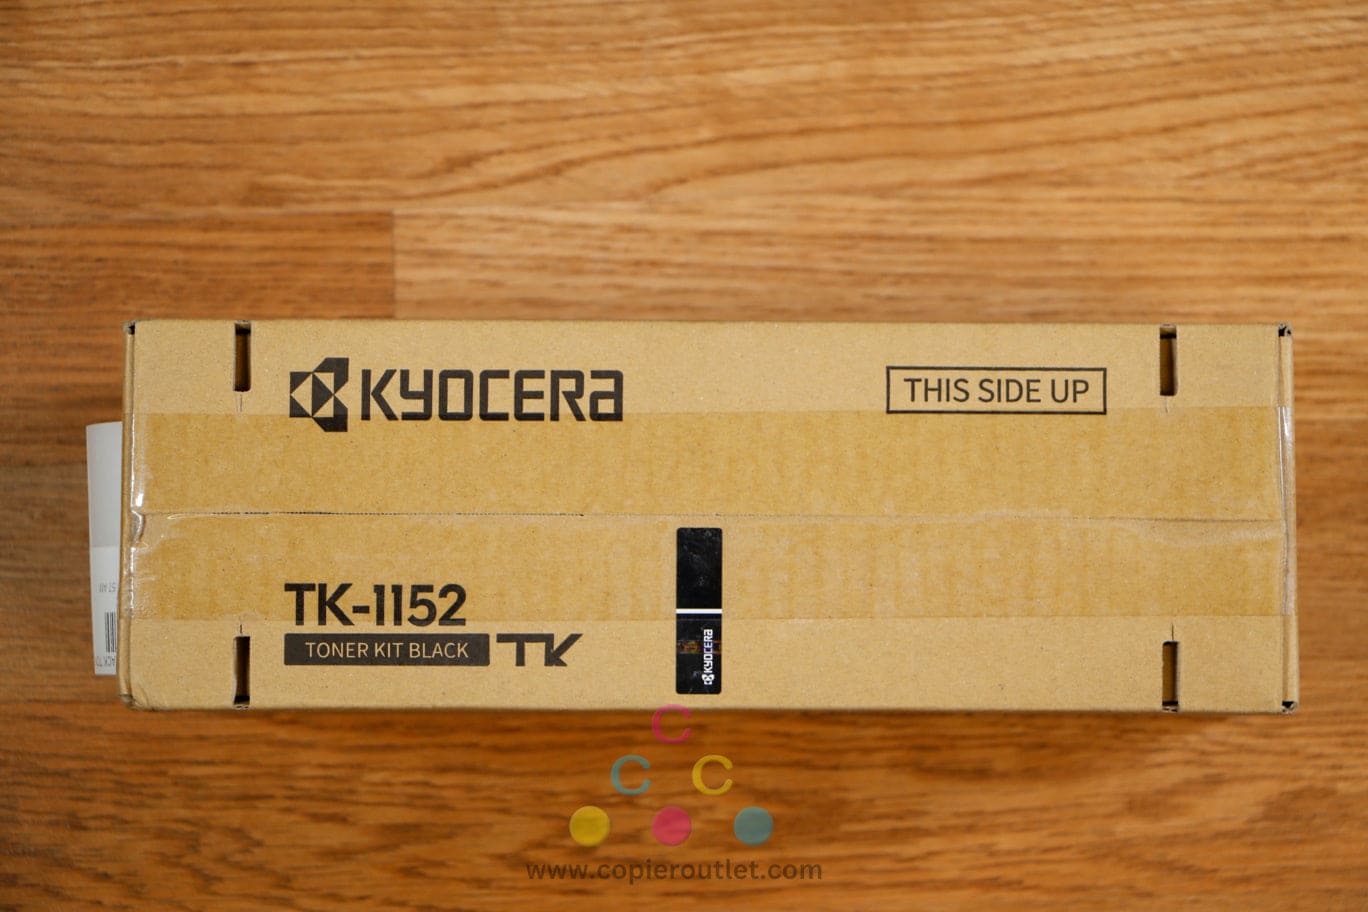 KYOCERA
THIS SIDE UP
TK-1152
TONER KIT BLACK TK
KYOCERA
C
C C
www.copieroutlet.com